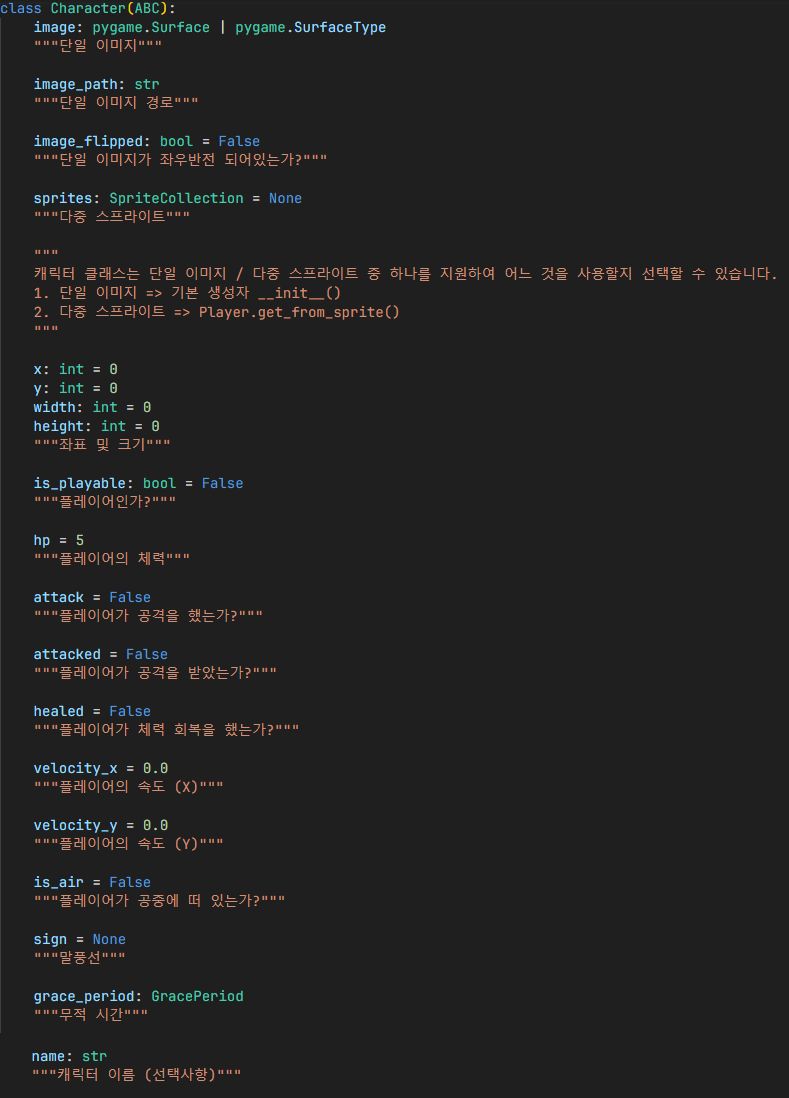 class Character(ABC):
image: pygame.Surface | pygame.SurfaceType
"""단일 이미지"""
image_path: str
"""단일 이미지 경로"""
image_flipped: bool = False
"""단일 이미지가 좌우반전 되어있는가?"""
sprites: SpriteCollection = None
"""다중 스프라이트"""
"""
캐릭터 클래스는 단일 이미지 / 다중 스프라이트 중 하나를 지원하여 어느 것을 사용할지 선택할 수 있습니다.
1. 단일 이미지 => 기본 생성자 __init__()
2. 다중 스프라이트 => Player.get_from_sprite()
"""
x: int = 0
y: int = 0
width: int = 0
height: int = 0
"""좌표 및 크기"""
is_playable: bool = False
"""플레이어인가?"""
hp = 5
"""플레이어의 체력"""
attack = False
"""플레이어가 공격을 했는가?"""
attacked = False
"""플레이어가 공격을 받았는가?"""
healed = False
"""플레이어가 체력 회복을 했는가?"""
velocity_x = 0.0
"""플레이어의 속도 (X)"""
velocity_y = 0.0
"""플레이어의 속도 (Y)"""
is_air = False
"""플레이어가 공중에 떠 있는가?"""
sign = None
"""말풍선"""
grace_period: GracePeriod
"""무적 시간"""
name: str
"""캐릭터 이름 (선택사항)"""